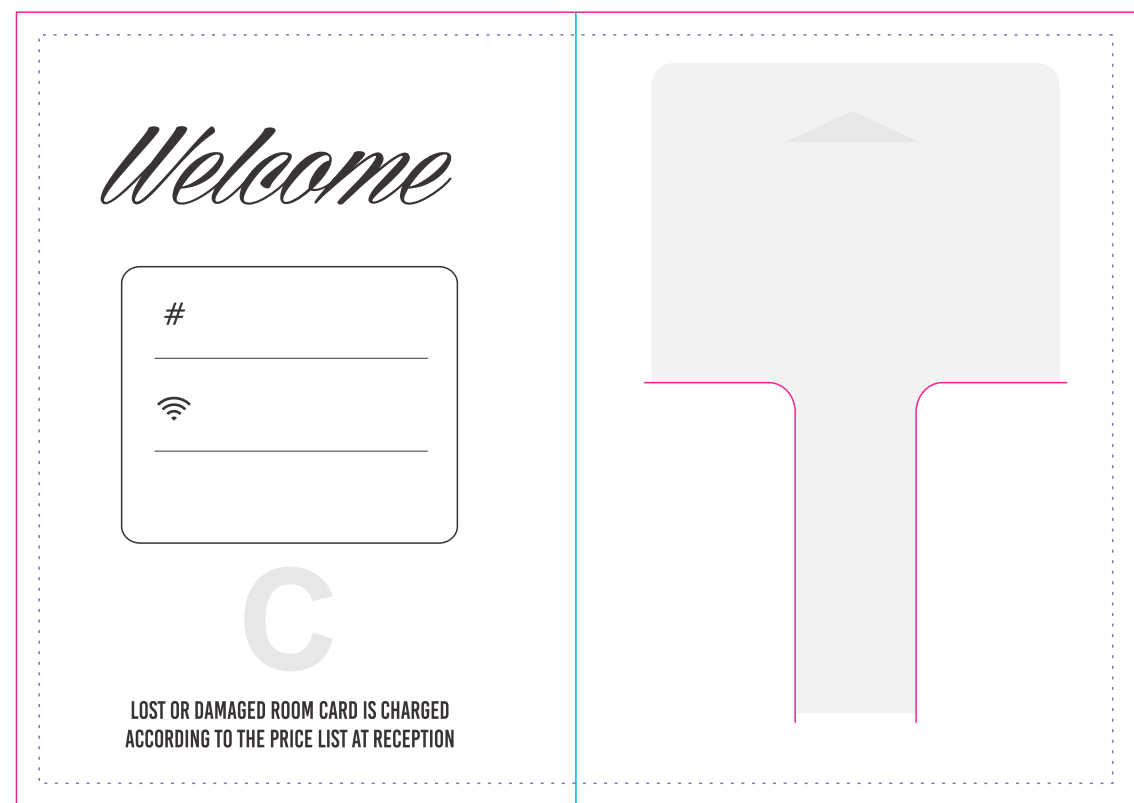 Welcome
#
C
LOST OR DAMAGED ROOM CARD IS CHARGED
ACCORDING TO THE PRICE LIST AT RECEPTION